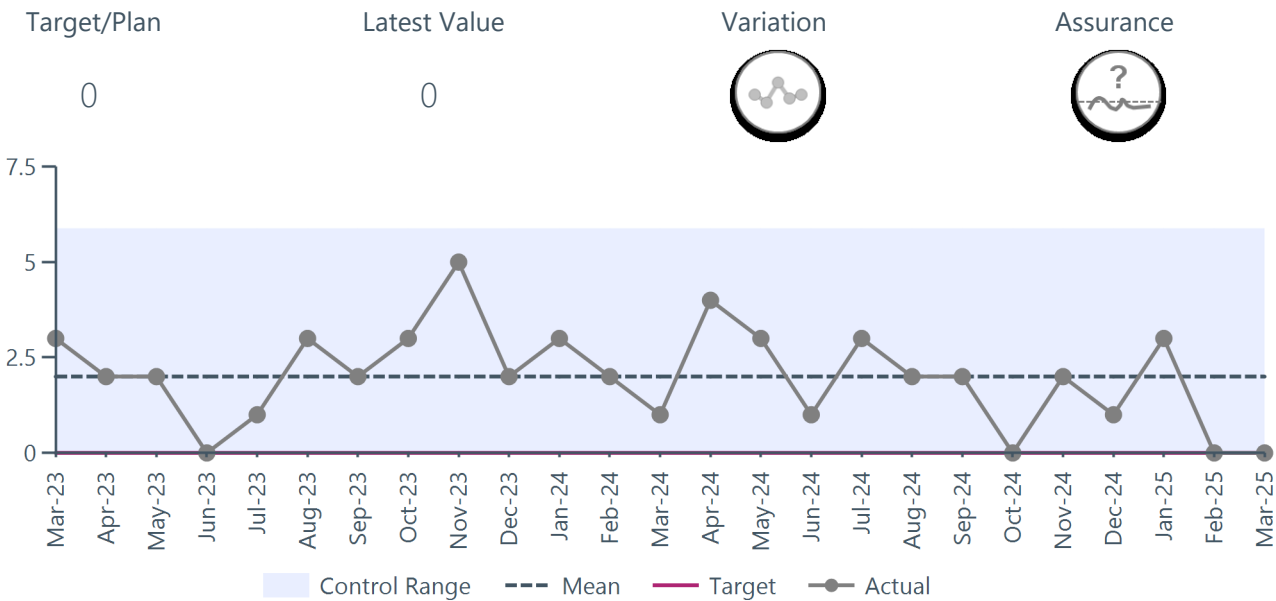 Target/Plan Latest Value Variation Assurance
0 0 ?
7.5
5
2.5
0
Mar-23 Apr-23 May-23 Jun-23 Jul-23 Aug-23 Sep-23 Oct-23 Nov-23 Dec-23 Jan-24 Feb-24 Mar-24 Apr-24 May-24 Jun-24 Jul-24 Aug-24 Sep-24 Oct-24 Nov-24 Dec-24 Jan-25 Feb-25 Mar-25
Control Range Mean Target Actual